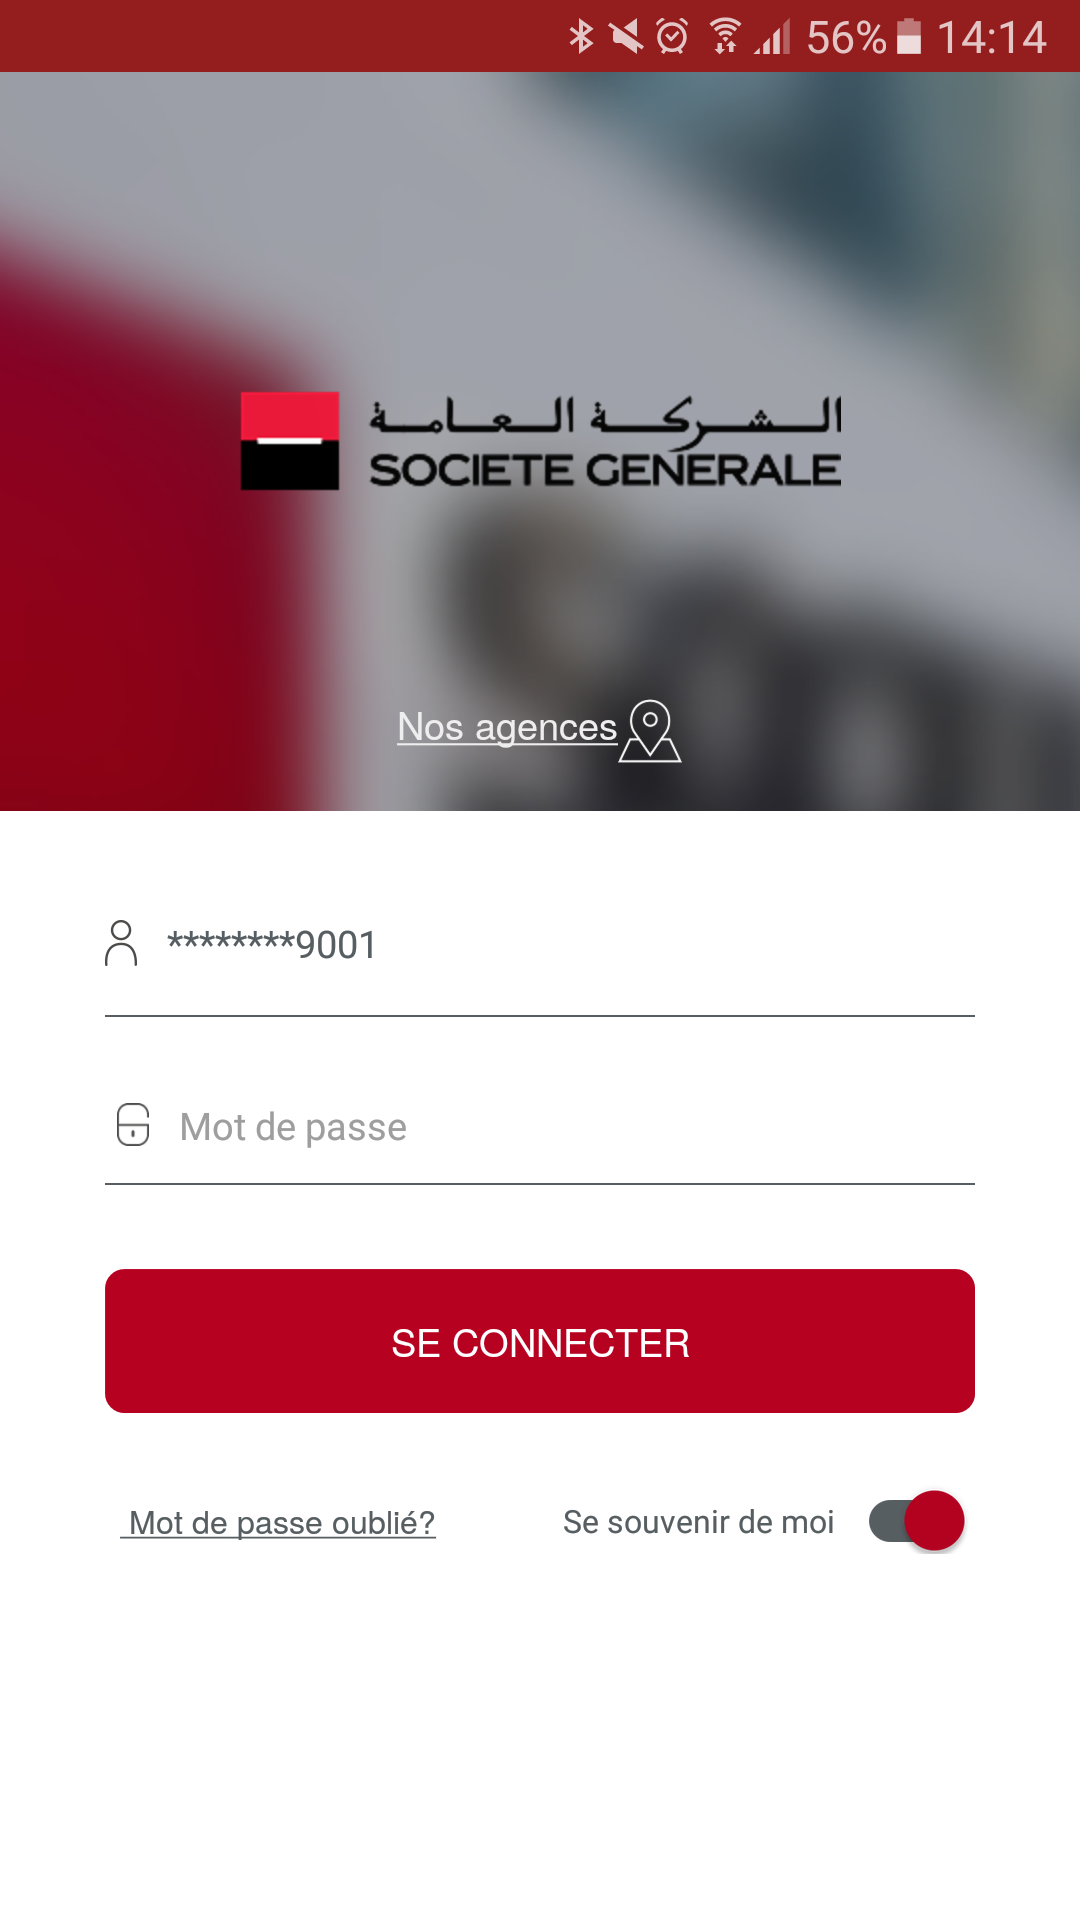 56% 14:14
الشركة العامة
SOCIETE GENERALE
Nos agences
********9001
Mot de passe
SE CONNECTER
Mot de passe oublié? Se souvenir de moi